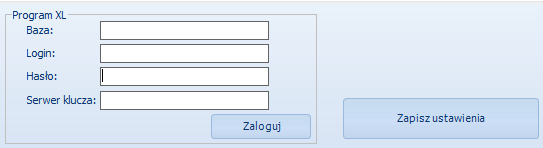 Program XL
Baza:
Login:
Hasło:
Serwer klucza:
Zaloguj
Zapisz ustawienia